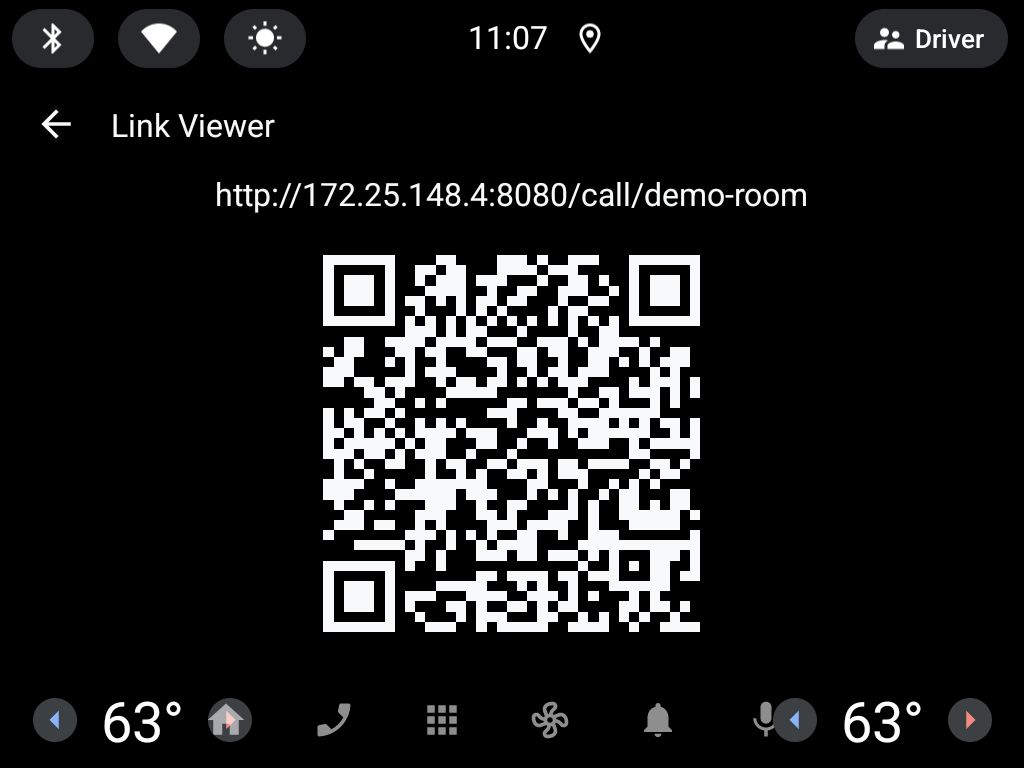 11:07
Driver
Link Viewer
http://172.25.148.4:8080/call/demo-room
63°
63°